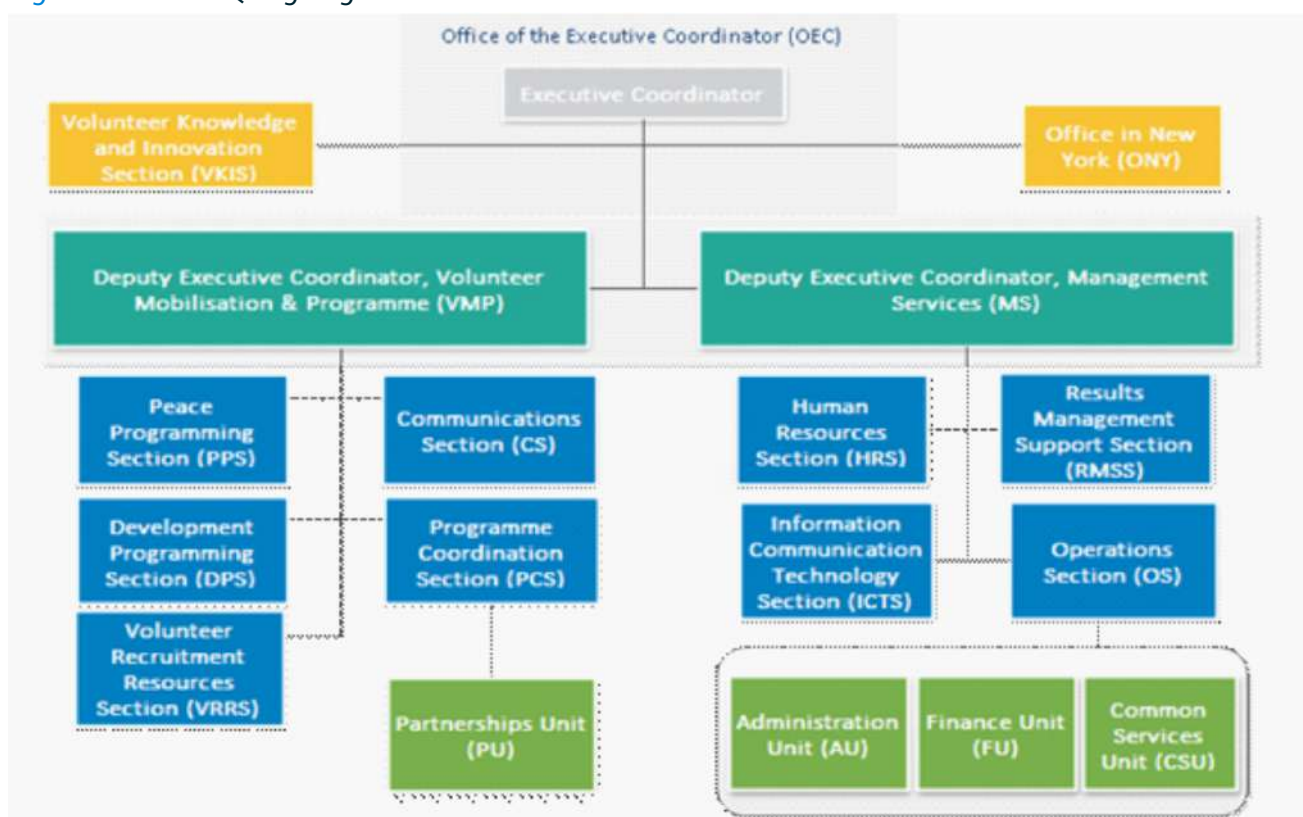 Office of the Executive Coordinator (OEC)
Executive Coordinator
Volunteer Knowledge
and Innovation
Section (VKIS)
Office in New
York (ONY)
Deputy Executive Coordinator, Volunteer
Mobilisation & Programme (VMP)
Deputy Executive Coordinator, Management
Services (MS)
Peace
Programming
Section (PPS)
Communications
Section (CS)
Human
Resources
Section (HRS)
Results
Management
Support Section
(RMSS)
Development
Programming
Section (DPS)
Programme
Coordination
Section (PCS)
Information
Communication
Technology
Section (ICTS)
Operations
Section (OS)
Volunteer
Recruitment
Resources
Section (VRRS)
Partnerships Unit
(PU)
Administration
Unit (AU)
Finance Unit
(FU)
Common
Services
Unit (CSU)